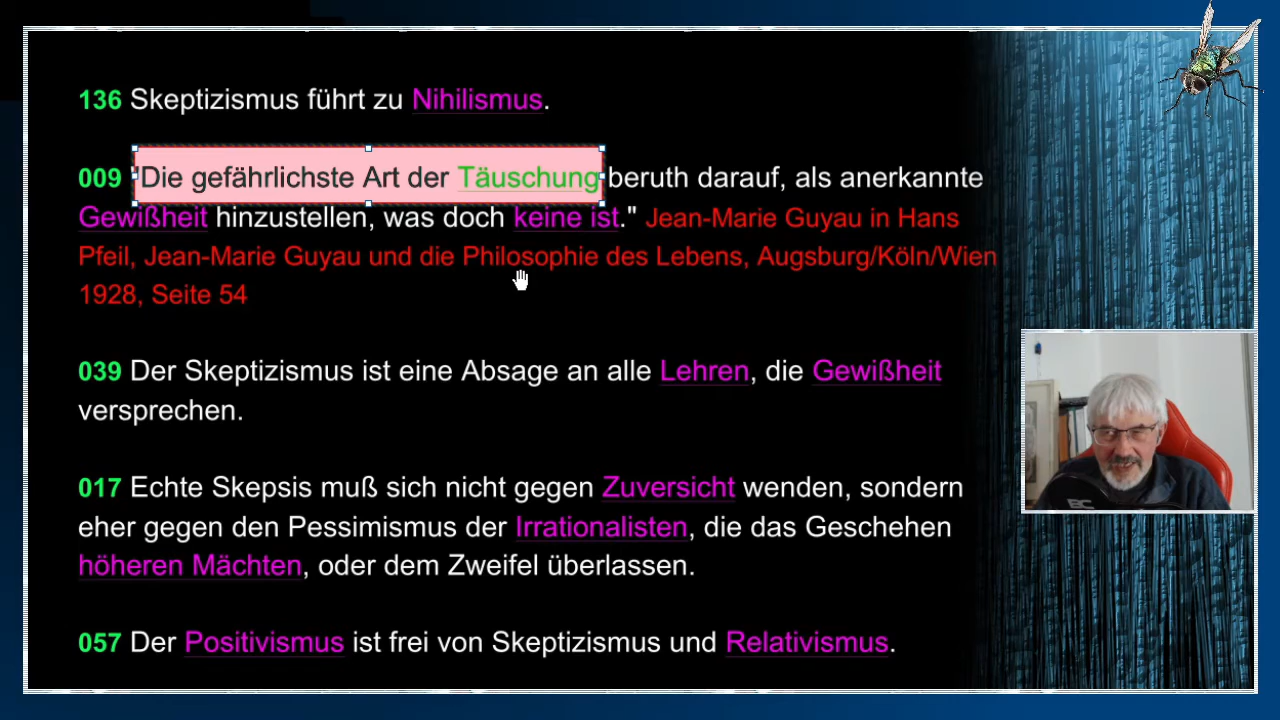 136 Skeptizismus führt zu Nihilismus.
009 "Die gefährlichste Art der Täuschung beruth darauf, als anerkannte
Gewißheit hinzustellen, was doch keine ist." Jean-Marie Guyau in Hans
Pfeil, Jean-Marie Guyau und die Philosophie des Lebens, Augsburg/Köln/Wien
1928, Seite 54
039 Der Skeptizismus ist eine Absage an alle Lehren, die Gewißheit
versprechen.
017 Echte Skepsis muß sich nicht gegen Zuversicht wenden, sondern
eher gegen den Pessimismus der Irrationalisten, die das Geschehen
höheren Mächten, oder dem Zweifel überlassen.
057 Der Positivismus ist frei von Skeptizismus und Relativismus.